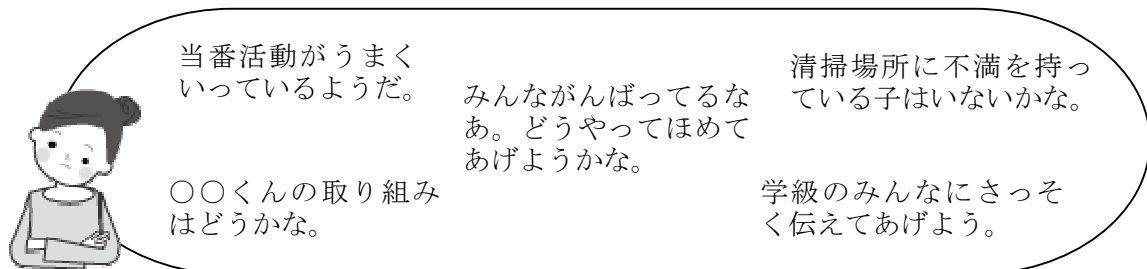 当番活動がうまく
いっているようだ。
〇〇くんの取り組み
はどうかな。
みんながんばってるな
あ。どうやってほめて
あげようかな。
清掃場所に不満を持っ
ている子はいないかな。
学級のみんなにさっそ
く伝えてあげよう。